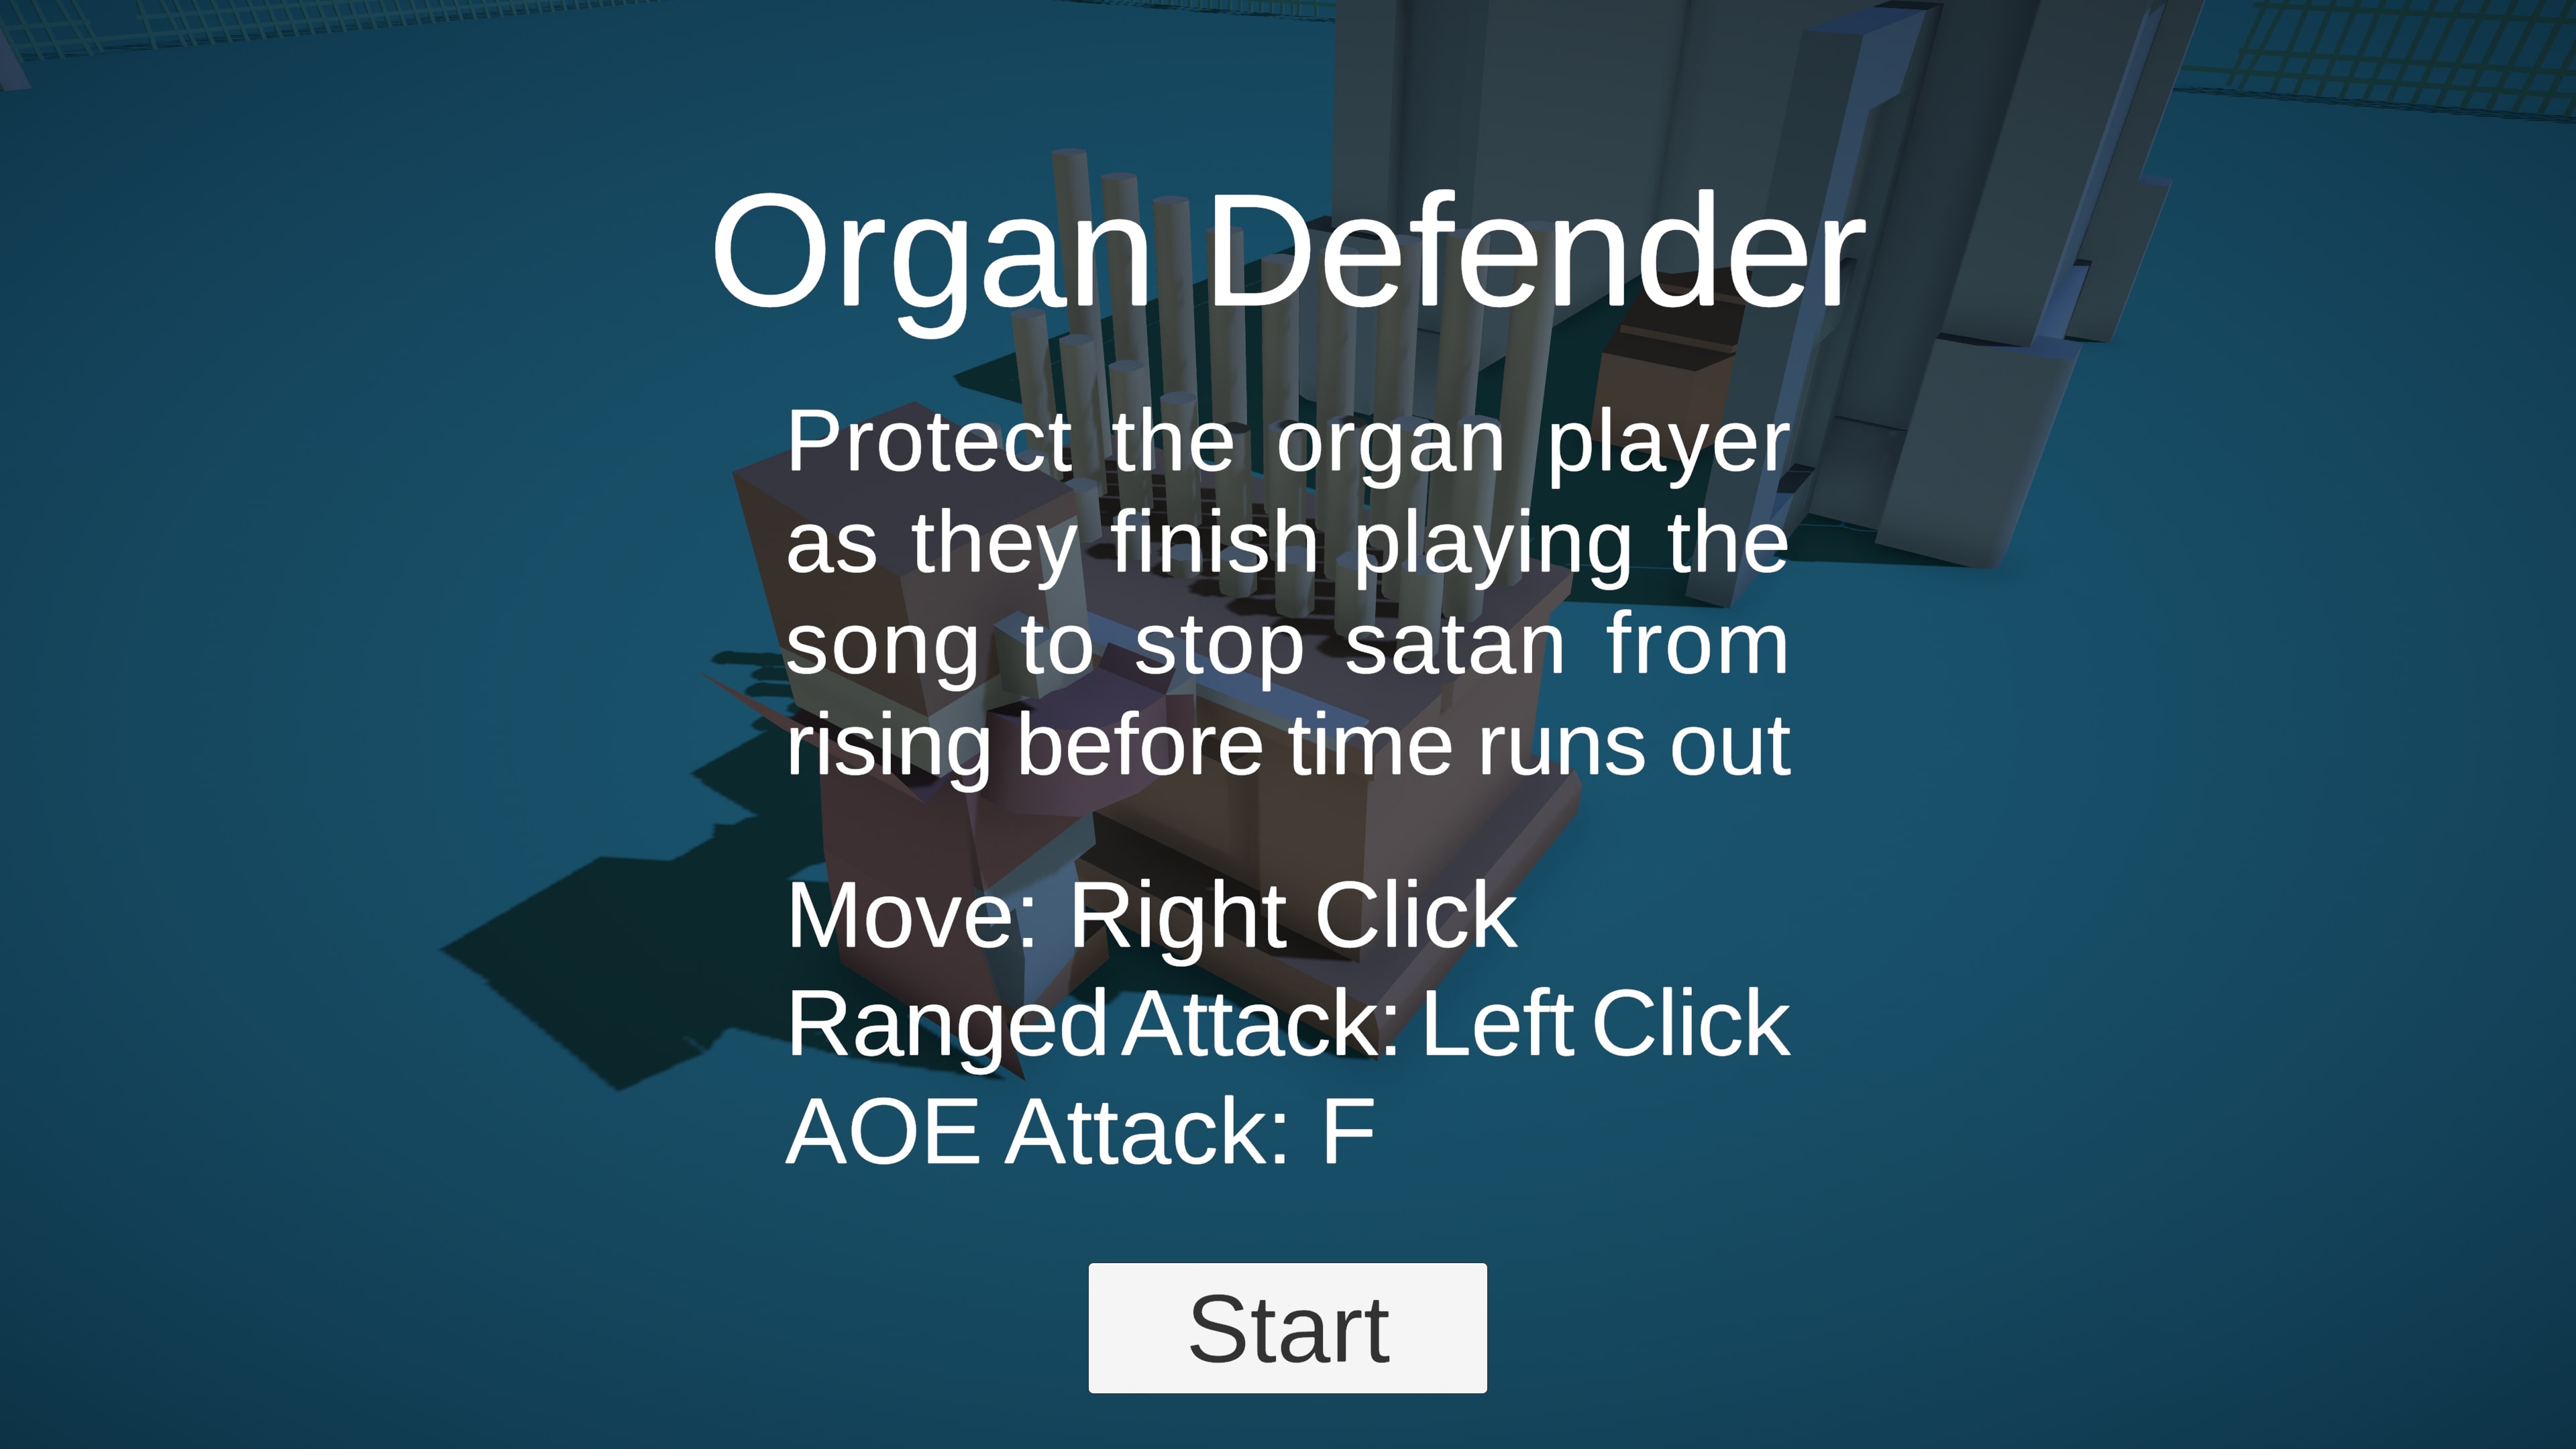 Organ Defender
Protect the organ player
as they finish playing the
song to stop satan from
rising before time runs out
Move: Right Click
Ranged Attack: Left Click
AOE Attack: F
Start